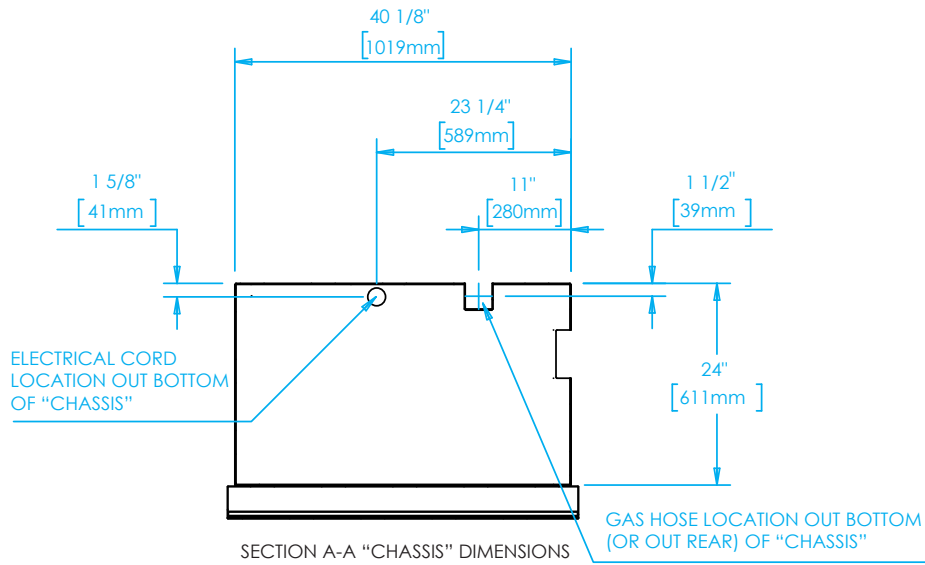 40 1/8"
[1019mm]
23 1/4"
[589mm]
1 5/8"
[41mm]
11"
[280mm]
1 1/2"
[39mm]
ELECTRICAL CORD
LOCATION OUT BOTTOM
OF “CHASSIS”
24"
[611mm]
GAS HOSE LOCATION OUT BOTTOM
(OR OUT REAR) OF “CHASSIS”
SECTION A-A “CHASSIS” DIMENSIONS